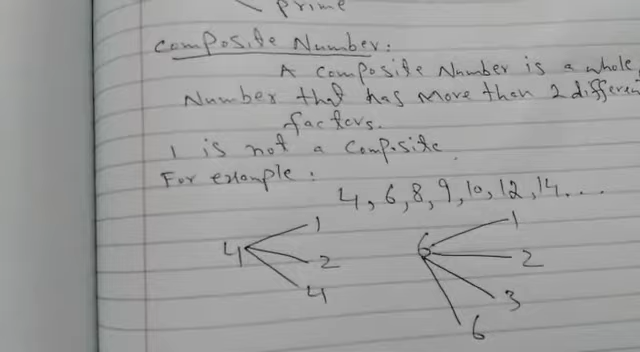 Prime
Composite Number:
A Composite Number is a whole
Number that has more than 2 differen
factors.
1 is not a Composite.
For example:
4, 6, 8, 9, 10, 12, 14...
4 1 2 4
6 1 2 3 6